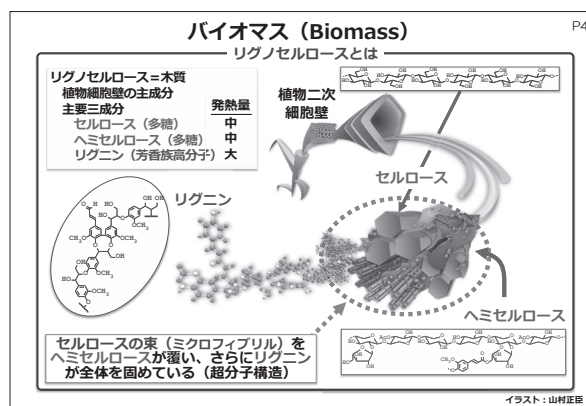 バイオマス（Biomass）
P4
リグノセルロースとは
リグノセルロース＝木質
植物細胞壁の主成分
主要三成分
発熱量
セルロース（多糖） 中
ヘミセルロース（多糖） 中
リグニン（芳香族高分子） 大
植物二次
細胞壁
セルロース
リグニン
ヘミセルロース
セルロースの束（ミクロフィブリル）を
ヘミセルロースが覆い、さらにリグニン
が全体を固めている（超分子構造）
イラスト：山村正臣